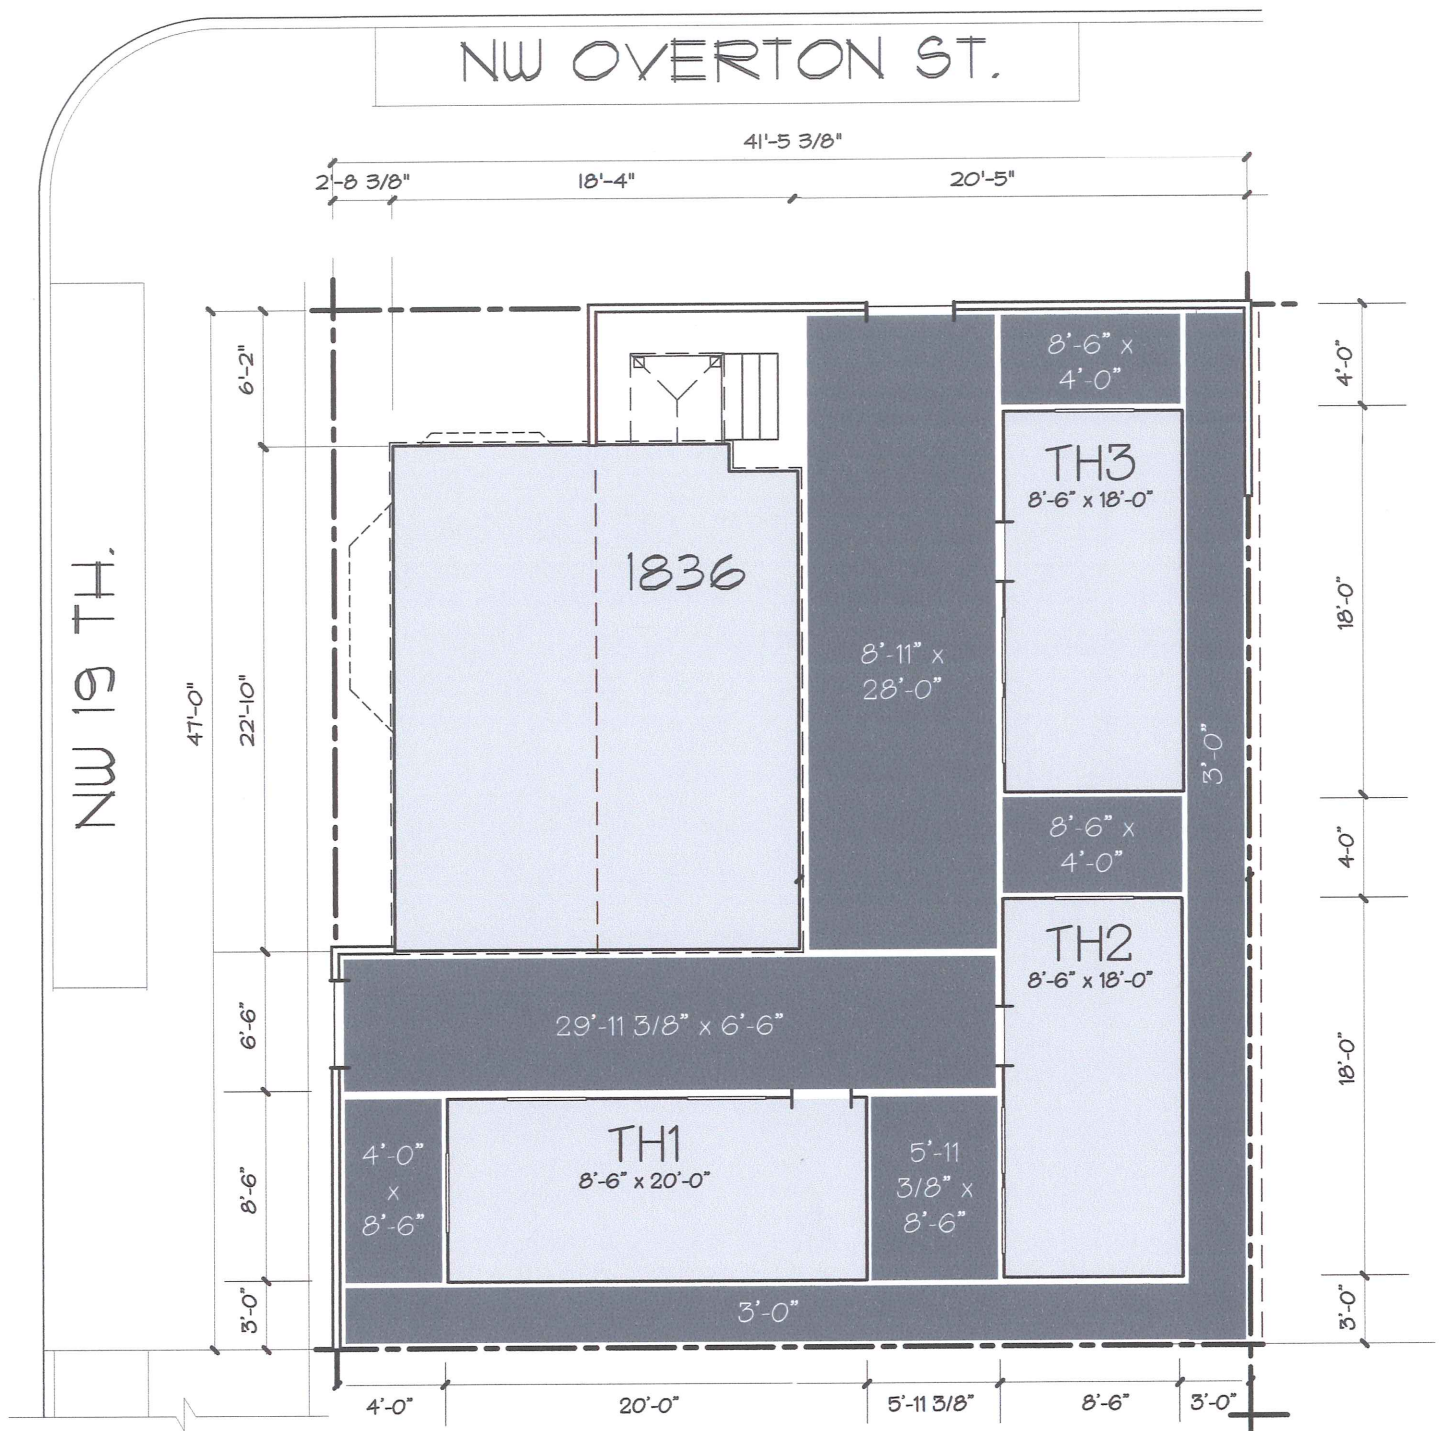 NW OVERTON ST.
41'-5 3/8"
2'-8 3/8"
18'-4"
20'-5"
NW 19 TH.
47'-0"
6'-2"
22'-10"
6'-6"
8'-6"
3'-0"
1836
8'-11" x
28'-0"
8'-6" x
4'-0"
TH3
8'-6" x 18'-0"
3'-0"
8'-6" x
4'-0"
TH2
8'-6" x 18'-0"
29'-11 3/8" x 6'-6"
4'-0"
x
8'-6"
TH1
8'-6" x 20'-0"
5'-11
3/8" x
8'-6"
3'-0"
4'-0"
18'-0"
4-0"
18'-0"
3'-0"
4'-0"
20'-0"
5'-11 3/8"
8'-6"
3'-0"